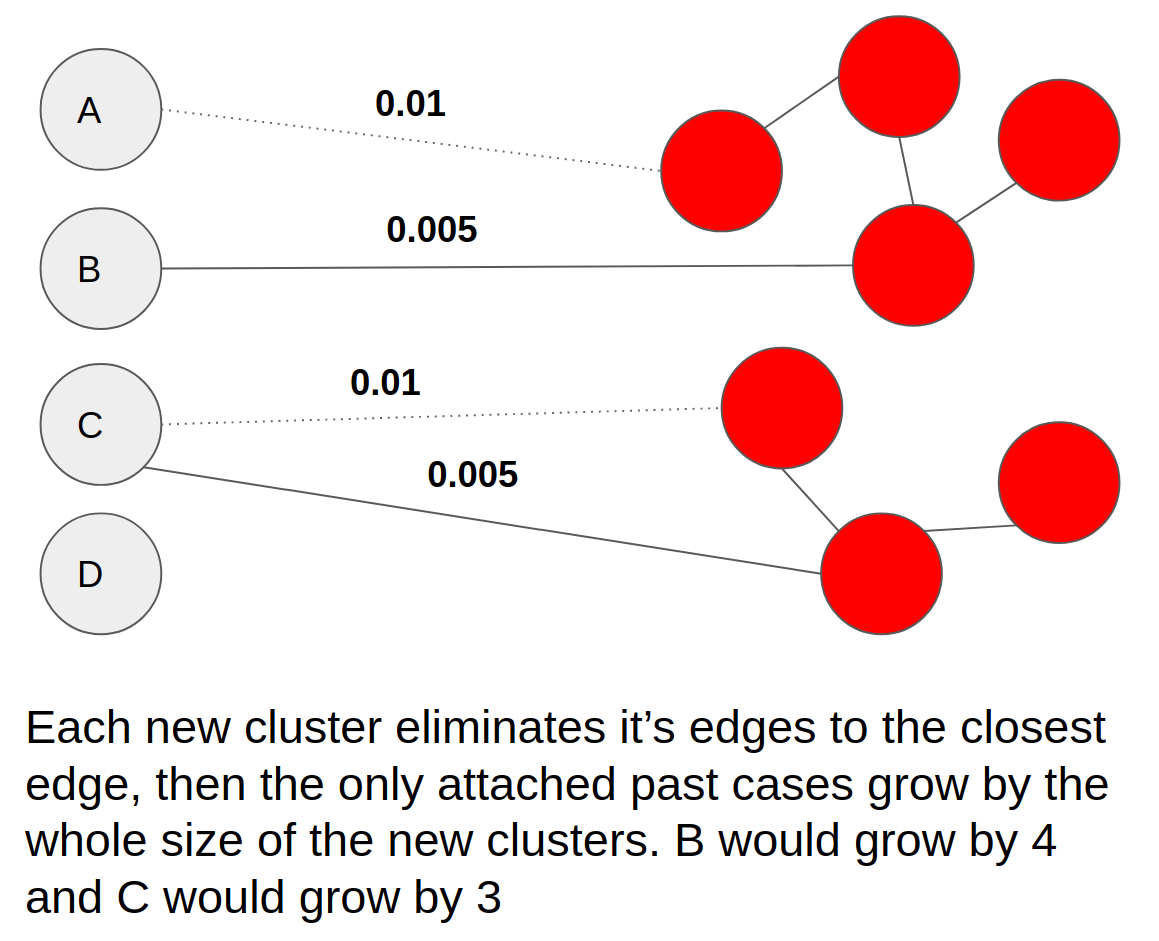 A
0.01
0.005
B
0.01
C
0.005
D
Each new cluster eliminates it’s edges to the closest
edge, then the only attached past cases grow by the
whole size of the new clusters. B would grow by 4
and C would grow by 3